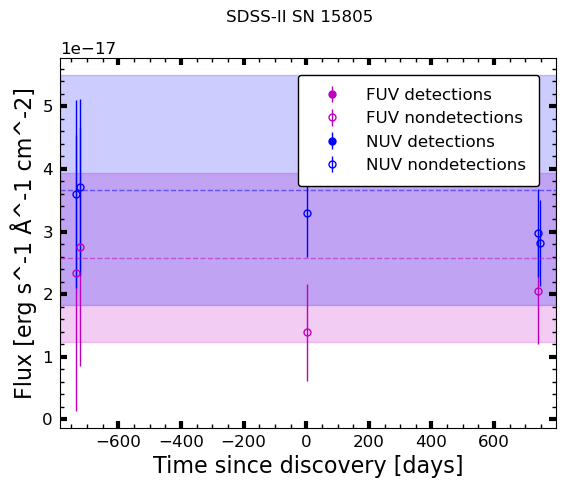 SDSS-II SN 15805
1e−17
FUV detections
FUV nondetections
NUV detections
NUV nondetections
5
4
3
2
1
0
−600
−400
−200
0
200
400
600
Time since discovery [days]
Flux [erg s^-1 Å^-1 cm^-2]